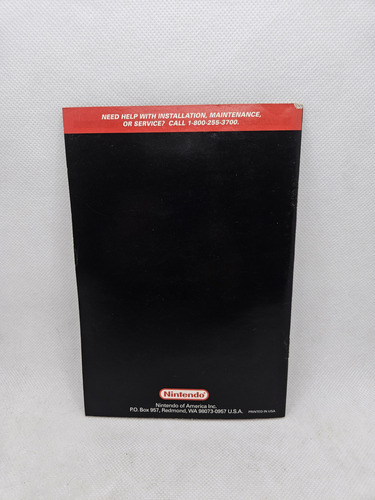 NEED HELP WITH INSTALLATION, MAINTENANCE,
OR SERVICE? CALL 1-800-255-3700.
Nintendo
Nintendo of America Inc.
P.O. Box 957, Redmond, WA 98073-0957 U.S.A.
PRINTED IN USA